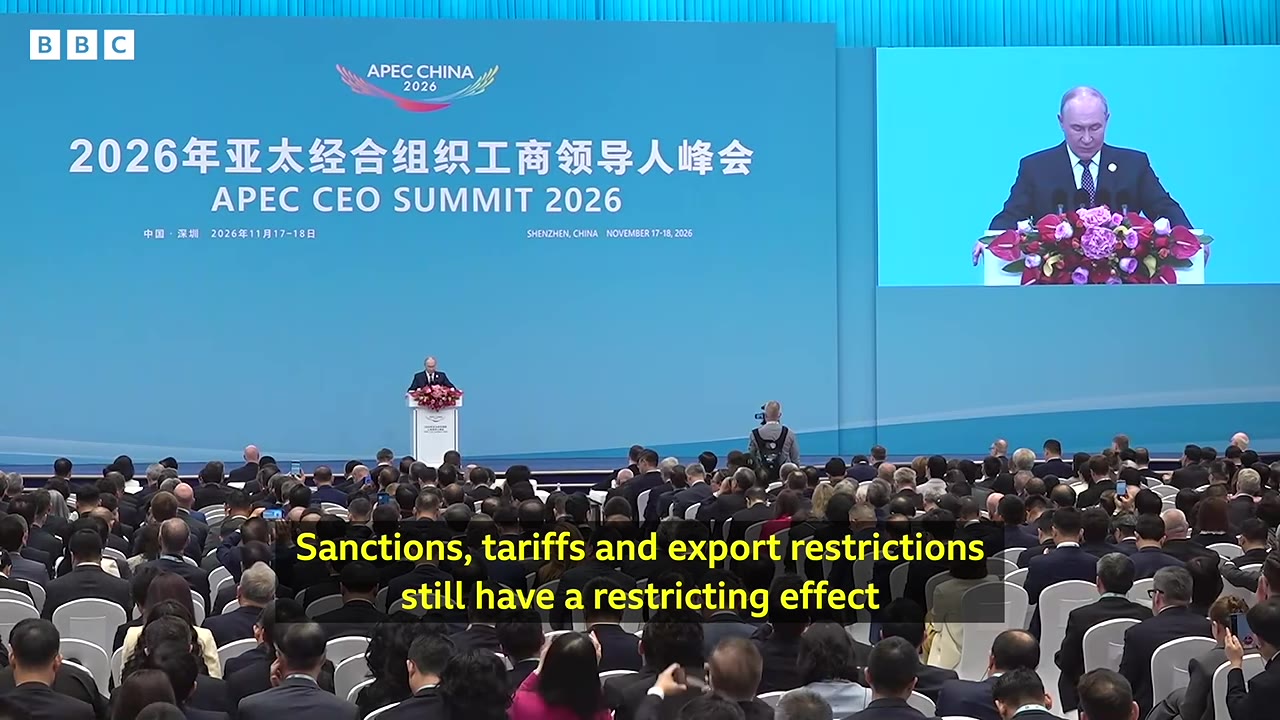 BBC
APEC CHINA
2026
2026年亚太经合组织工商领导人峰会
APEC CEO SUMMIT 2026
中国·深圳 2026年11月17-18日
SHENZHEN, CHINA NOVEMBER 17-18, 2026
Sanctions, tariffs and export restrictions
still have a restricting effect